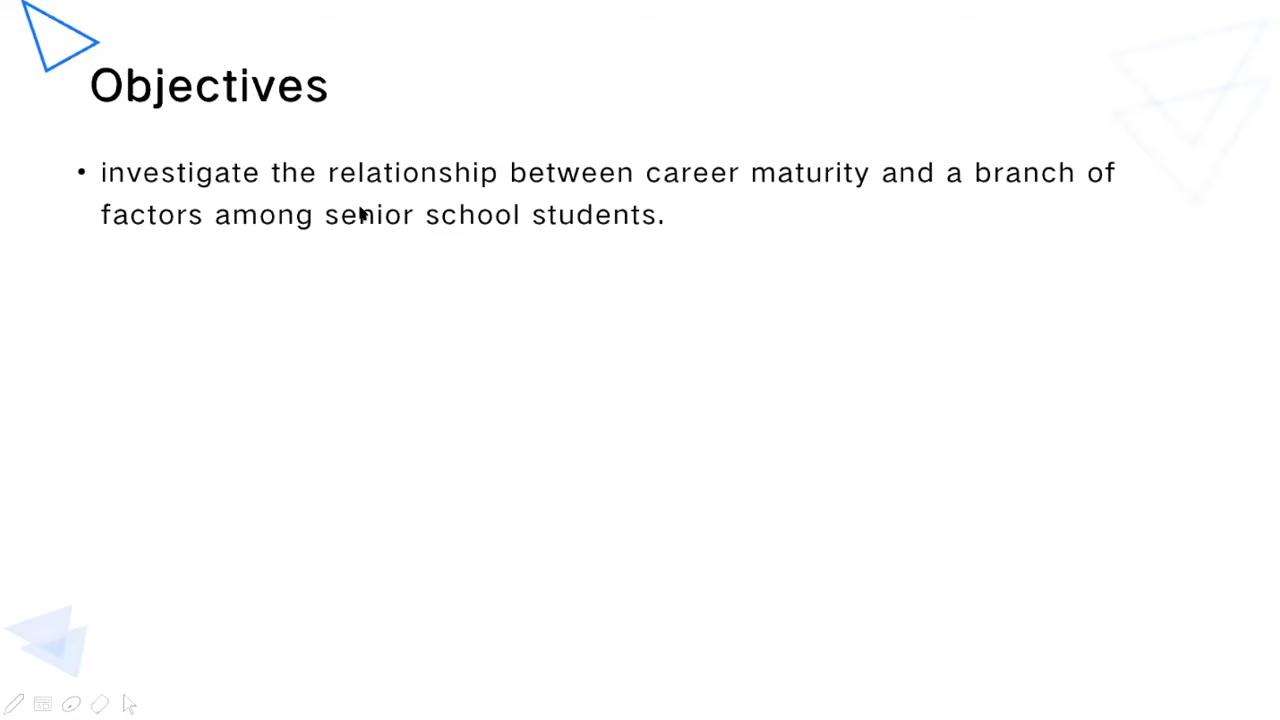 Objectives
• investigate the relationship between career maturity and a branch of
factors among senior school students.